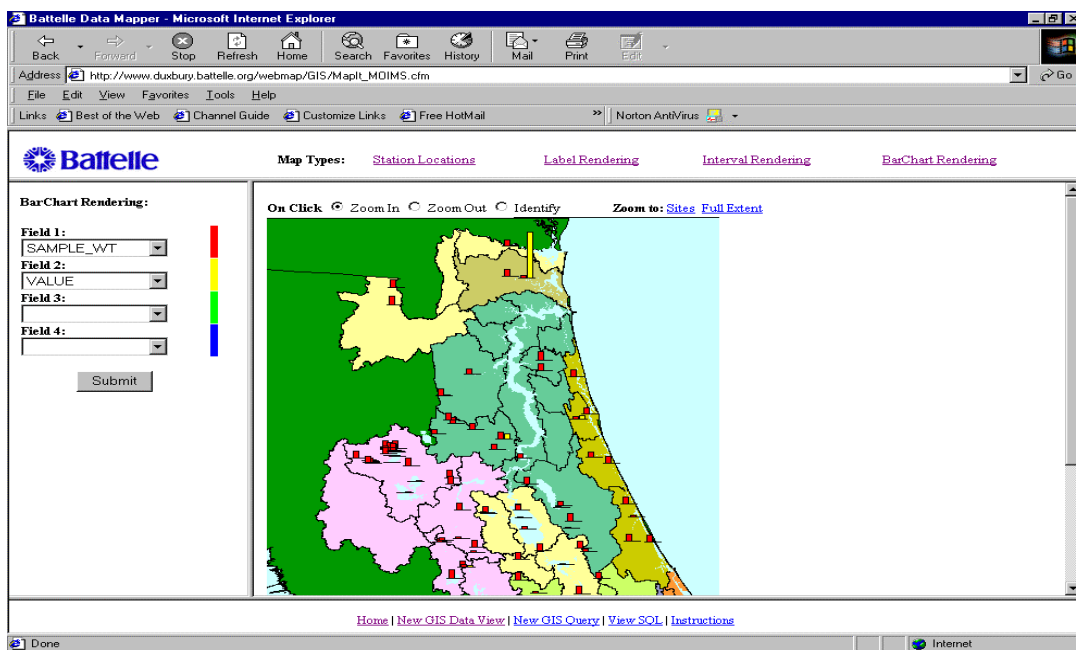 Battelle Data Mapper - Microsoft Internet Explorer
Back Forward Stop Refresh Home Search Favorites History Mail Print Edit
Address http://www.duxbury.battelle.org/webmap/GIS/MapIt_MOIMS.cfm Go
File Edit View Favorites Tools Help
Links Best of the Web Channel Guide Customize Links Free HotMail » Norton AntiVirus
Battelle
Map Types: Station Locations Label Rendering Interval Rendering BarChart Rendering
BarChart Rendering:
On Click Zoom In Zoom Out Identify Zoom to: Sites Full Extent
Field 1:
SAMPLE_WT
Field 2:
VALUE
Field 3:
Field 4:
Submit
Home | New GIS Data View | New GIS Query | View SQL | Instructions
Done Internet